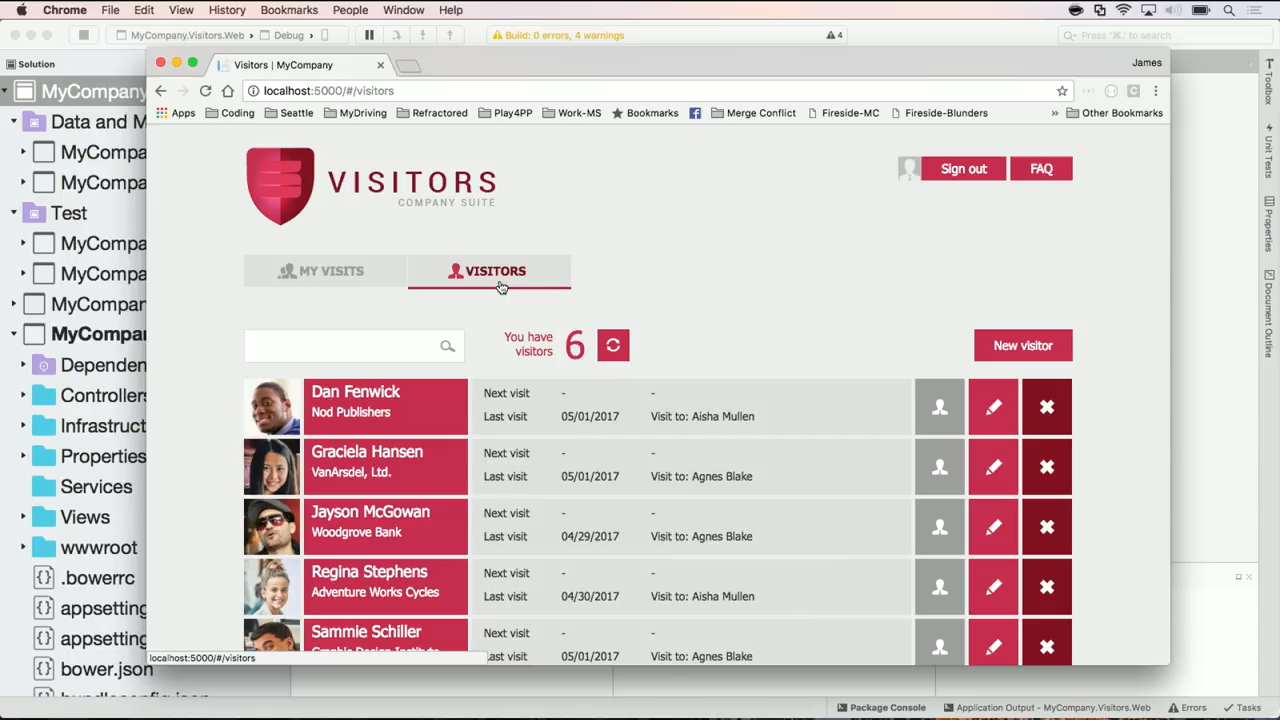 Chrome File Edit View History Bookmarks People Window Help
MyCompany.Visitors.Web > Debug > Build: 0 errors, 4 warnings 4 Press '⌘.' to search
Solution
Visitors | MyCompany James
localhost:5000/#/visitors
Apps Coding Seattle MyDriving Refractored Play4PP Work-MS Bookmarks Merge Conflict Fireside-MC Fireside-Blunders » Other Bookmarks
MyCompany
Data and M
MyCompa
MyCompa
Test
MyCompa
MyCompa
MyCompa
MyCompa
Dependen
Controllers
Infrastruct
Properties
Services
Views
wwwroot
.bowerrc
appsetting
appsetting
bower.json
VISITORS
COMPANY SUITE
Sign out FAQ
MY VISITS VISITORS
You have
visitors 6
New visitor
Dan Fenwick
Nod Publishers
Next visit - -
Last visit 05/01/2017 Visit to: Aisha Mullen
Graciela Hansen
VanArsdel, Ltd.
Next visit - -
Last visit 05/01/2017 Visit to: Agnes Blake
Jayson McGowan
Woodgrove Bank
Next visit - -
Last visit 04/29/2017 Visit to: Agnes Blake
Regina Stephens
Adventure Works Cycles
Next visit - -
Last visit 04/30/2017 Visit to: Aisha Mullen
Sammie Schiller
Next visit - -
Last visit 05/01/2017 Visit to: Agnes Blake
localhost:5000/#/visitors
Toolbox
Unit Tests
Properties
Document Outline
Package Console Application Output - MyCompany.Visitors.Web Errors Tasks